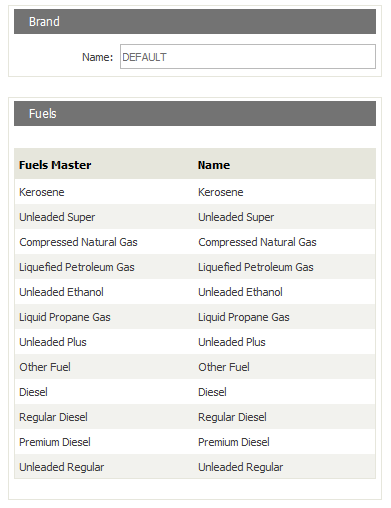 Brand
Name: DEFAULT
Fuels
Fuels Master Name
Kerosene Kerosene
Unleaded Super Unleaded Super
Compressed Natural Gas Compressed Natural Gas
Liquefied Petroleum Gas Liquefied Petroleum Gas
Unleaded Ethanol Unleaded Ethanol
Liquid Propane Gas Liquid Propane Gas
Unleaded Plus Unleaded Plus
Other Fuel Other Fuel
Diesel Diesel
Regular Diesel Regular Diesel
Premium Diesel Premium Diesel
Unleaded Regular Unleaded Regular